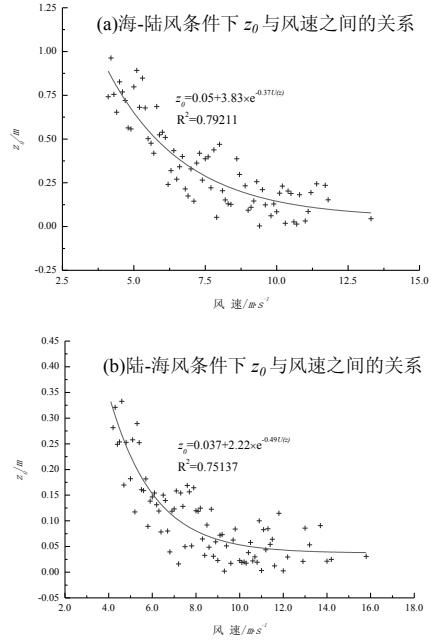 (a)海-陆风条件下 z₀ 与风速之间的关系
1.25
1.00
0.75
0.50
0.25
0.00
-0.25
z₀/m
z₀=0.05+3.83×e^-0.37U(z)
R²=0.79211
2.5 5.0 7.5 10.0 12.5 15.0
风 速/m·s⁻¹
(b)陆-海风条件下 z₀ 与风速之间的关系
0.45
0.40
0.35
0.30
0.25
0.20
0.15
0.10
0.05
0.00
z₀/m
z₀=0.037+2.22×e^-0.49U(z)
R²=0.75137
2.0 4.0 6.0 8.0 10.0 12.0 14.0 16.0 18.0
风 速/m·s⁻¹